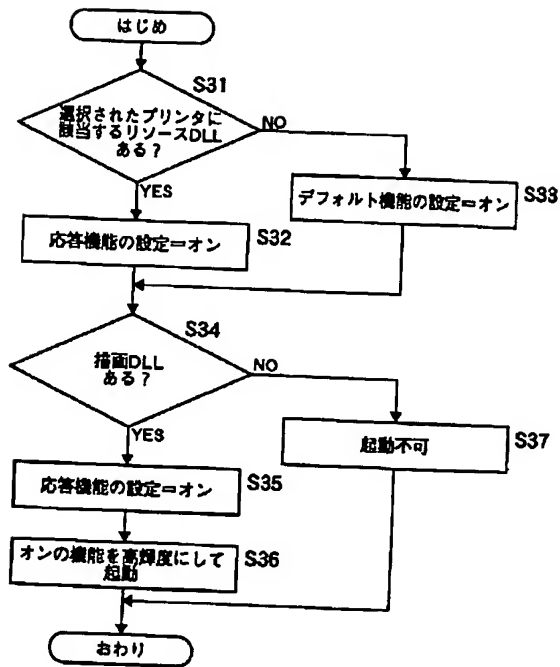 はじめ
S31
選択されたプリンタに
該当するリソースDLL
ある？
NO
YES
デフォルト機能の設定＝オン
S33
応答機能の設定＝オン
S32
S34
描画DLL
ある？
NO
YES
起動不可
S37
応答機能の設定＝オン
S35
オンの機能を高輝度にして
起動
S36
おわり